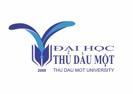 ĐẠI HỌC
THỦ DẦU MỘT
2009
THU DAU MOT UNIVERSITY